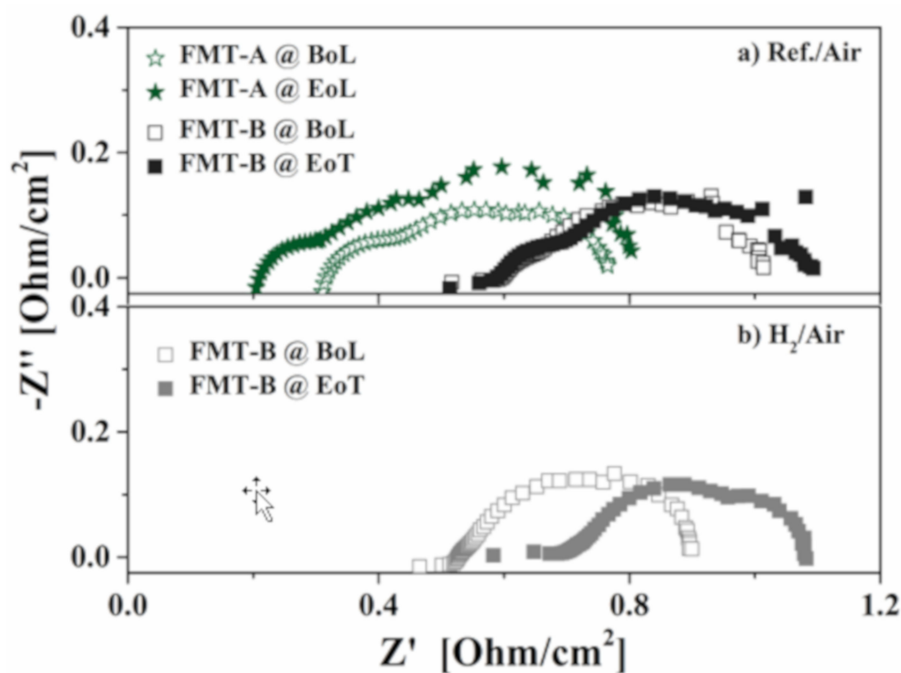 0.4
a) Ref./Air
FMT-A @ BoL
FMT-A @ EoL
FMT-B @ BoL
FMT-B @ EoT
0.2
0.0
-Z'' [Ohm/cm²]
0.4
b) H₂/Air
FMT-B @ BoL
FMT-B @ EoT
0.2
0.0
0.0 0.4 0.8 1.2
Z' [Ohm/cm²]